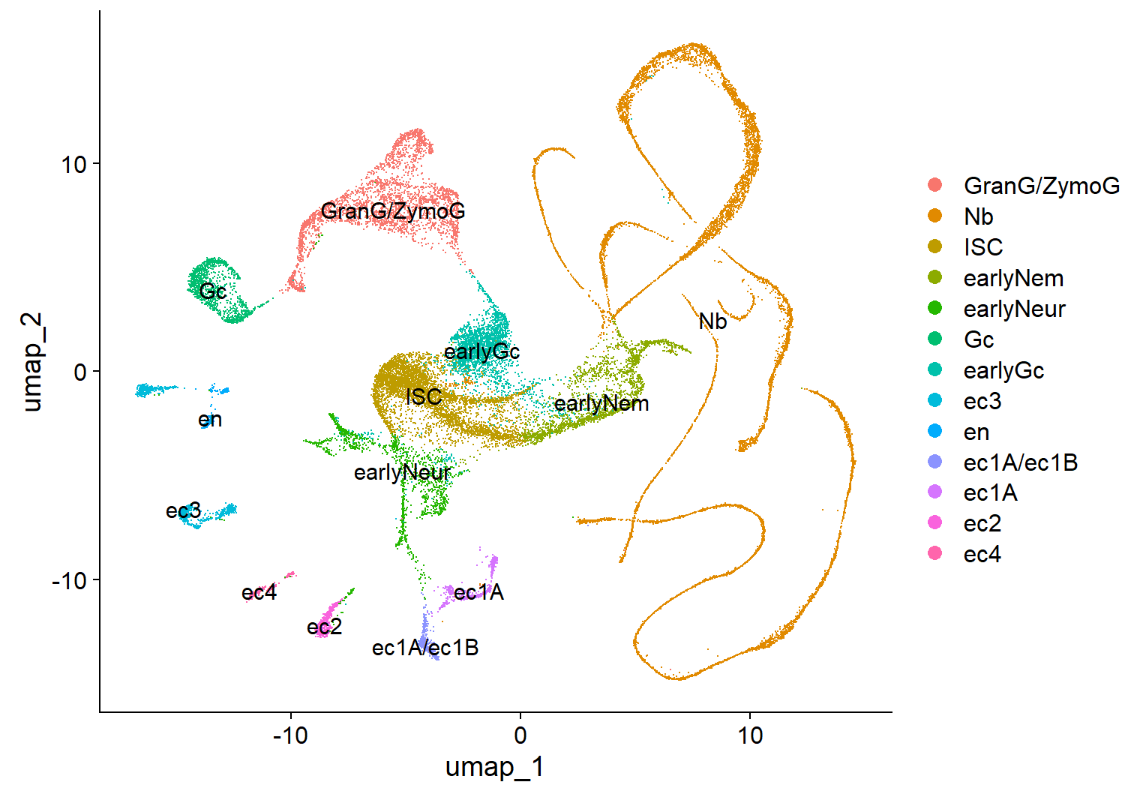 umap_2
10
0
-10
-10
0
10
umap_1
GranG/ZymoG
Gc
earlyGc
ISC
earlyNem
Nb
en
earlyNeur
ec3
ec4
ec2
ec1A
ec1A/ec1B
GranG/ZymoG
Nb
ISC
earlyNem
earlyNeur
Gc
earlyGc
ec3
en
ec1A/ec1B
ec1A
ec2
ec4